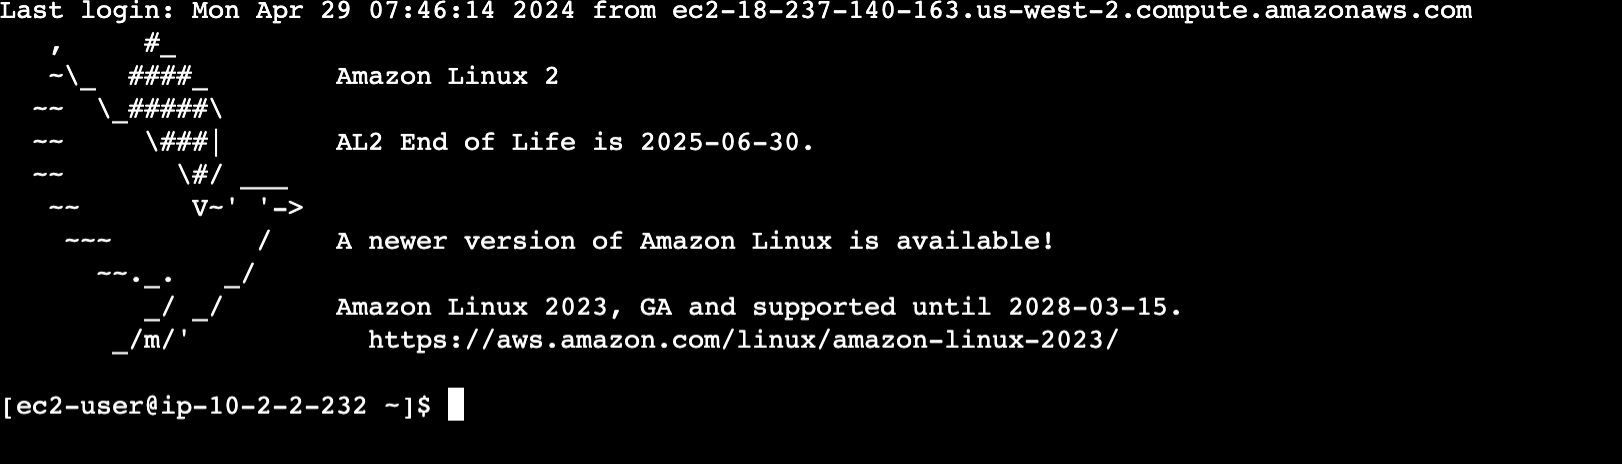 Last login: Mon Apr 29 07:46:14 2024 from ec2-18-237-140-163.us-west-2.compute.amazonaws.com
   ,     #_
   ~\_  ####_        Amazon Linux 2
  ~~  \_#####\
  ~~     \###|       AL2 End of Life is 2025-06-30.
  ~~       \#/ ___
   ~~       V~' '->
    ~~~         /    A newer version of Amazon Linux is available!
      ~~._.   _/
         _/ _/       Amazon Linux 2023, GA and supported until 2028-03-15.
       _/m/'           https://aws.amazon.com/linux/amazon-linux-2023/
[ec2-user@ip-10-2-2-232 ~]$